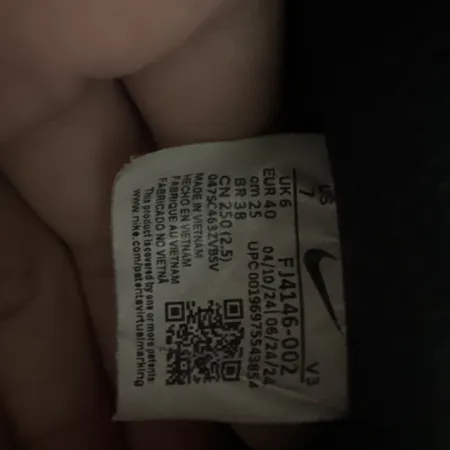 US 7 V3
UK 6 FJ4146-002
EUR 40 04/10/24| 06/24/24
cm 25 UPC 00196975543854
BR 38
CN 250 (2.5)
MADE IN VIETNAM
HECHO EN VIETNAM
FABRIQUE AU VIETNAM
FABRICADO NO VIETNÃ
This product is covered by one or more patents:
www.nike.com/patentsvirtualmarking